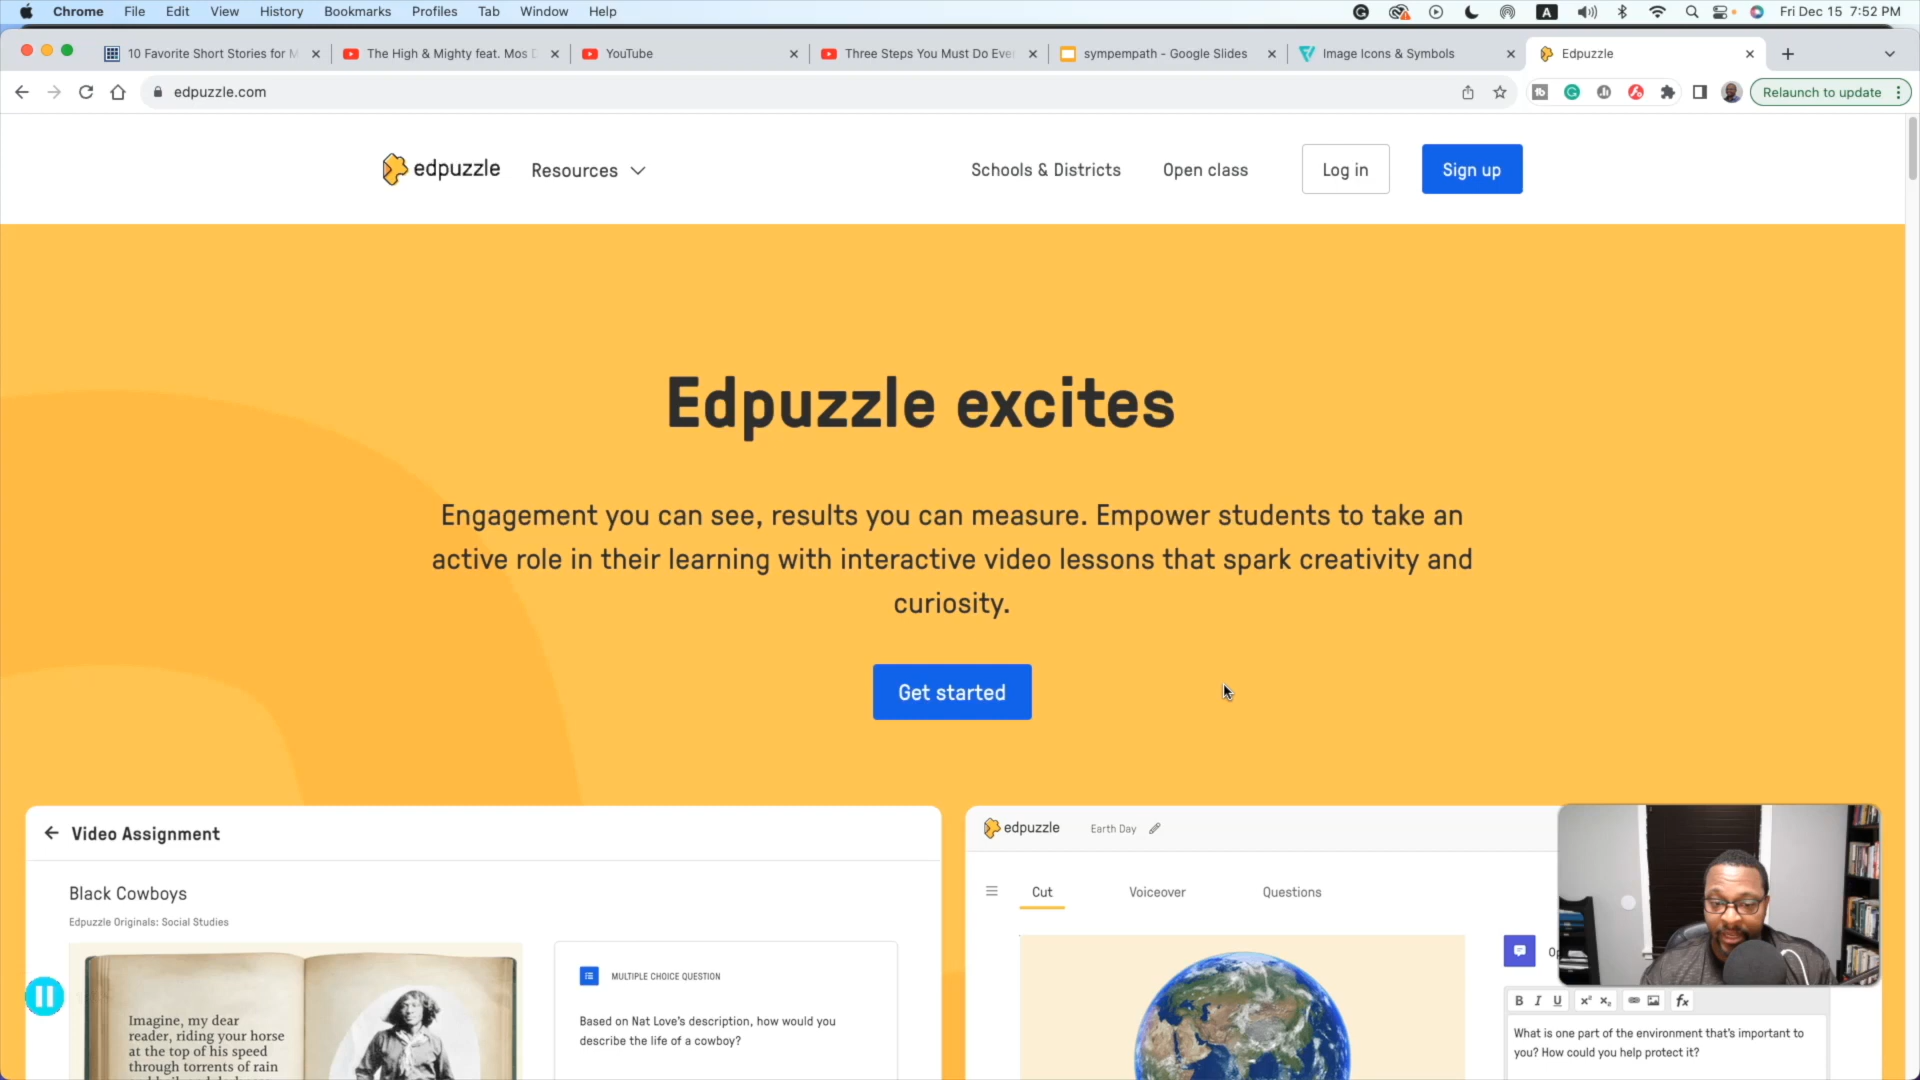 Chrome File Edit View History Bookmarks Profiles Tab Window Help
A Fri Dec 15 7:52 PM
10 Favorite Short Stories for M
The High & Mighty feat. Mos D
YouTube
Three Steps You Must Do Ever
sympempath - Google Slides
Image Icons & Symbols
Edpuzzle
edpuzzle.com
Relaunch to update
edpuzzle
Resources
Schools & Districts
Open class
Log in
Sign up
Edpuzzle excites
Engagement you can see, results you can measure. Empower students to take an
active role in their learning with interactive video lessons that spark creativity and
curiosity.
Get started
Video Assignment
Black Cowboys
Edpuzzle Originals: Social Studies
Imagine, my dear
reader, riding your horse
at the top of his speed
through torrents of rain
MULTIPLE CHOICE QUESTION
Based on Nat Love's description, how would you
describe the life of a cowboy?
edpuzzle
Earth Day
Cut
Voiceover
Questions
B I U x² x₂ fx
What is one part of the environment that's important to
you? How could you help protect it?